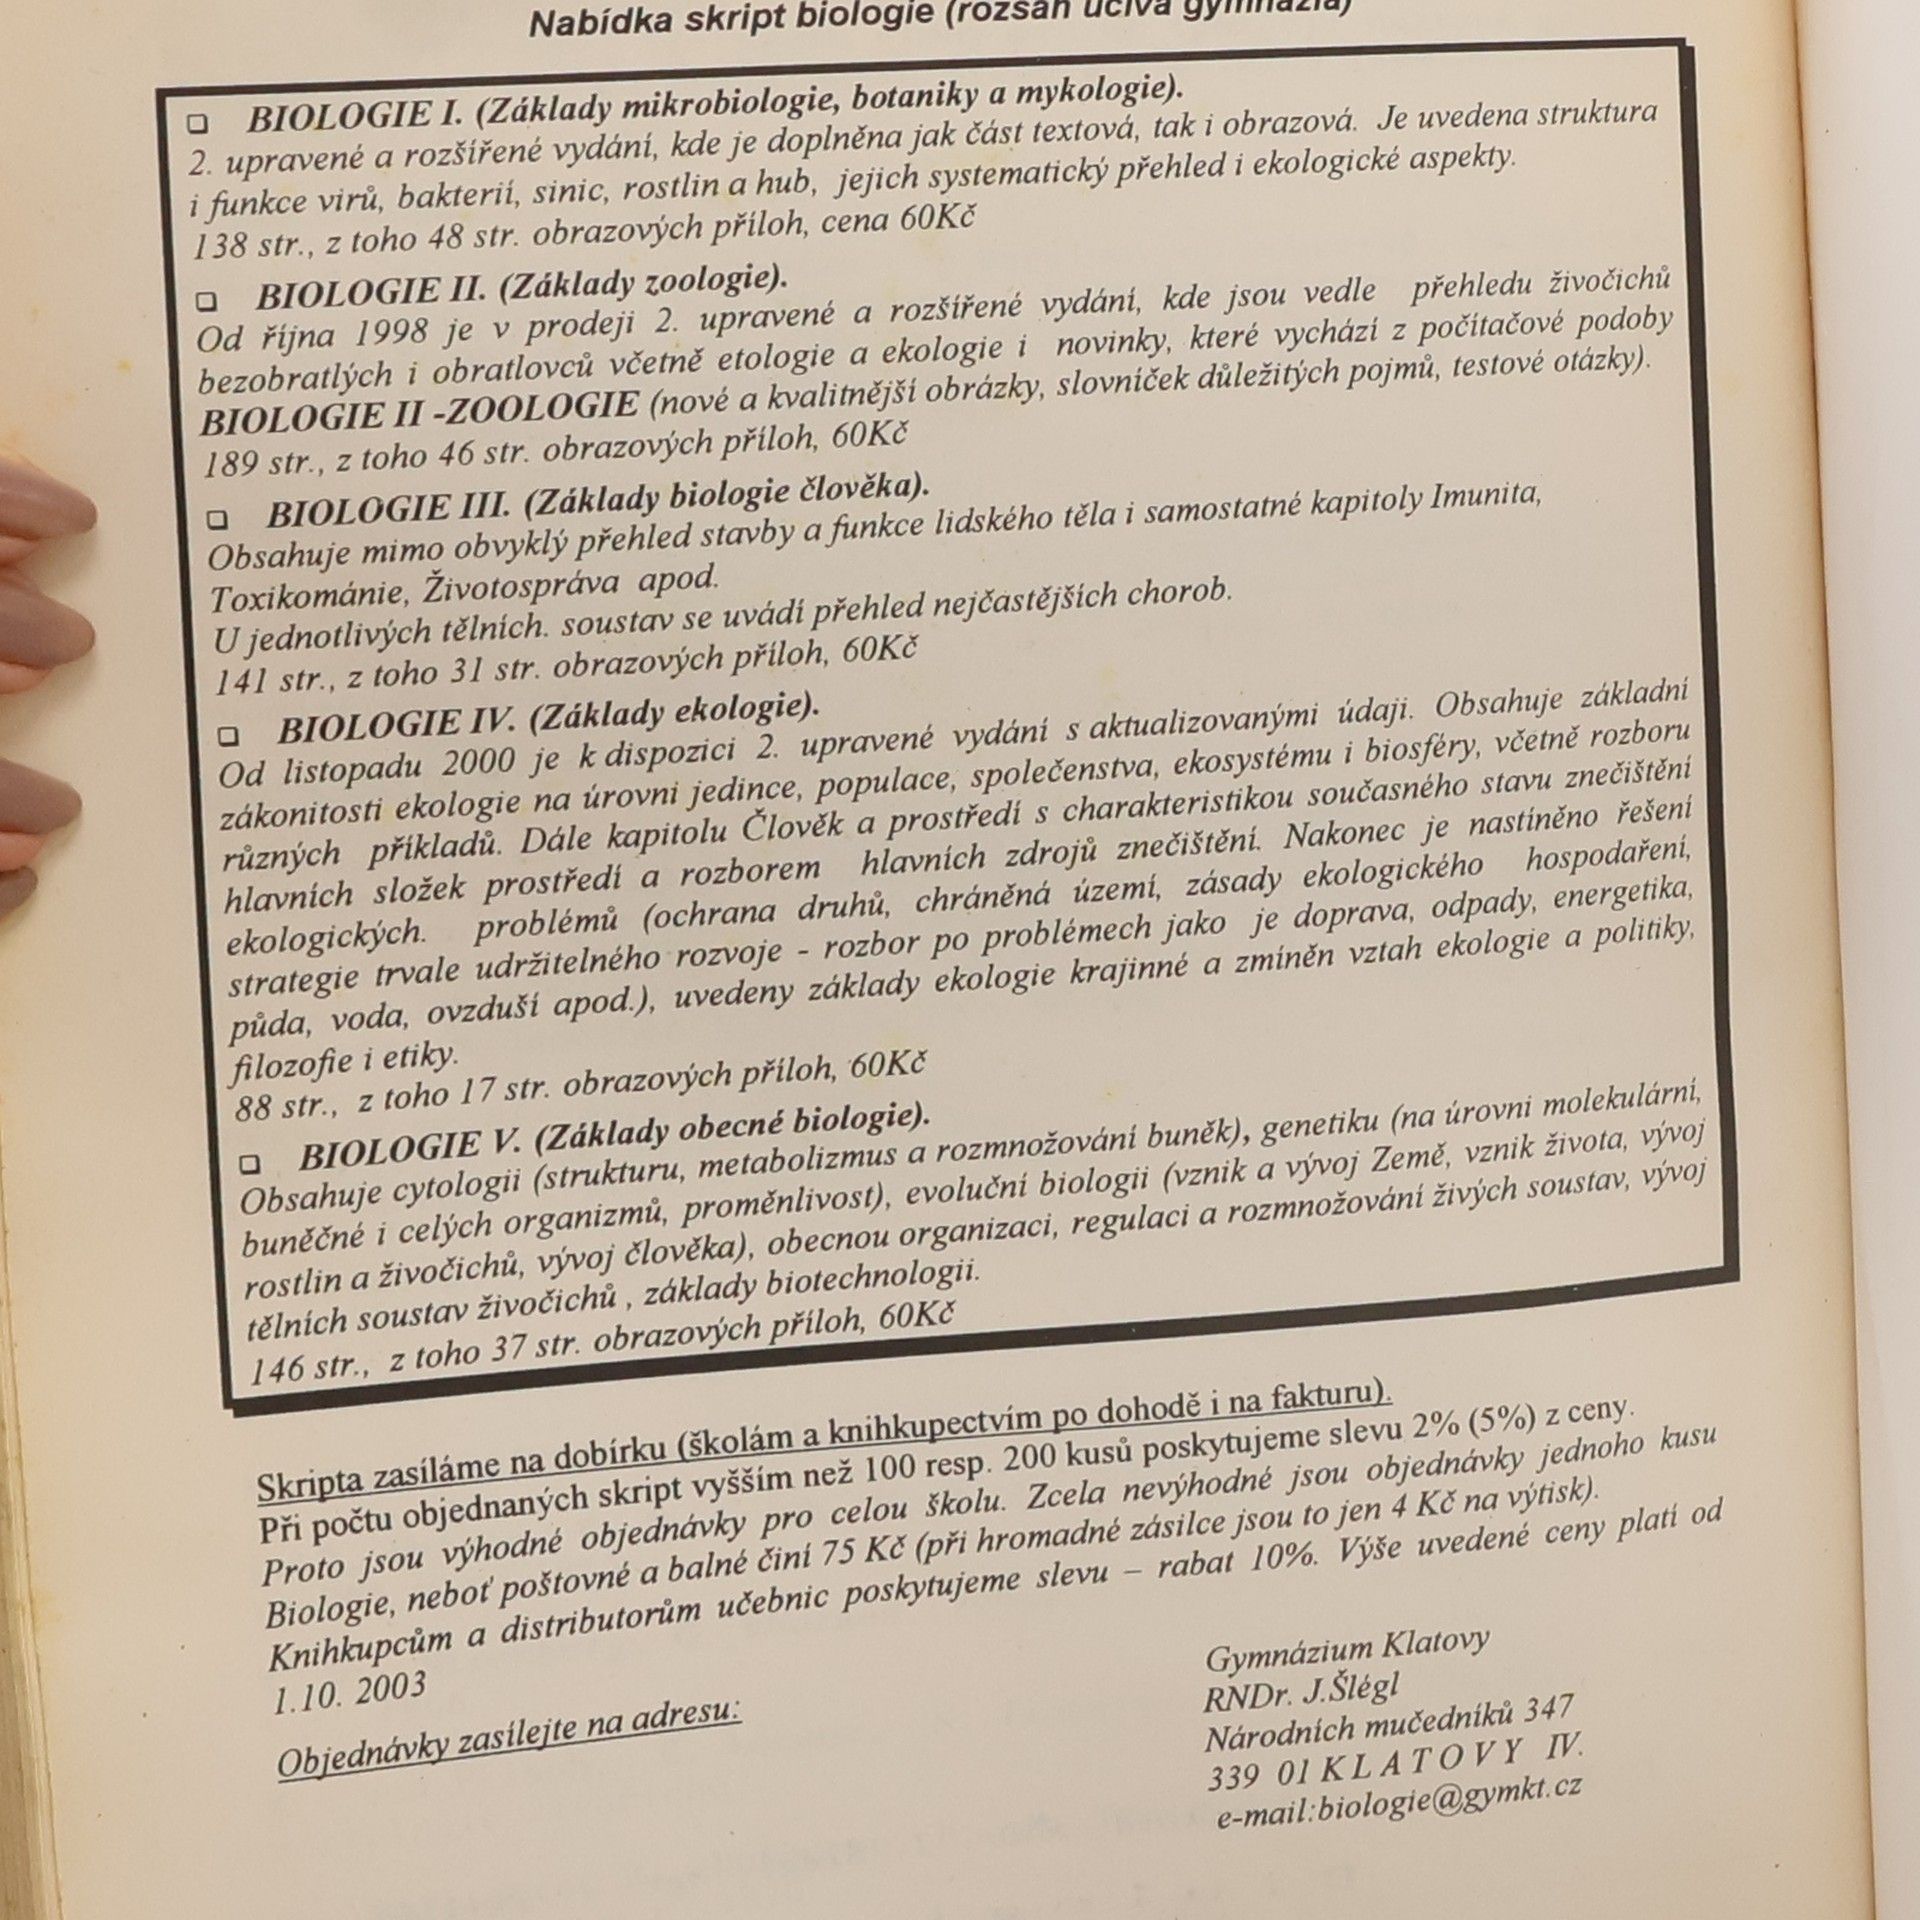 Nabídka skript biologie (rozsah učiva gymnázia)
❏ BIOLOGIE I. (Základy mikrobiologie, botaniky a mykologie).
2. upravené a rozšířené vydání, kde je doplněna jak část textová, tak i obrazová. Je uvedena struktura
i funkce virů, bakterií, sinic, rostlin a hub, jejich systematický přehled i ekologické aspekty.
138 str., z toho 48 str. obrazových příloh, cena 60Kč
❏ BIOLOGIE II. (Základy zoologie).
Od října 1998 je v prodeji 2. upravené a rozšířené vydání, kde jsou vedle přehledu živočichů
bezobratlých i obratlovců včetně etologie a ekologie i novinky, které vychází z počítačové podoby
BIOLOGIE II -ZOOLOGIE (nové a kvalitnější obrázky, slovníček důležitých pojmů, testové otázky).
189 str., z toho 46 str. obrazových příloh, 60Kč
❏ BIOLOGIE III. (Základy biologie člověka).
Obsahuje mimo obvyklý přehled stavby a funkce lidského těla i samostatné kapitoly Imunita,
Toxikománie, Životospráva apod.
U jednotlivých tělních. soustav se uvádí přehled nejčastějších chorob.
141 str., z toho 31 str. obrazových příloh, 60Kč
❏ BIOLOGIE IV. (Základy ekologie).
Od listopadu 2000 je k dispozici 2. upravené vydání s aktualizovanými údaji. Obsahuje základní
zákonitosti ekologie na úrovni jedince, populace, společenstva, ekosystému i biosféry, včetně rozboru
různých příkladů. Dále kapitolu Člověk a prostředí s charakteristikou současného stavu znečištění
hlavních složek prostředí a rozborem hlavních zdrojů znečištění. Nakonec je nastíněno řešení
ekologických. problémů (ochrana druhů, chráněná území, zásady ekologického hospodaření,
strategie trvale udržitelného rozvoje - rozbor po problémech jako je doprava, odpady, energetika,
půda, voda, ovzduší apod.), uvedeny základy ekologie krajinné a zmíněn vztah ekologie a politiky,
filozofie i etiky.
88 str., z toho 17 str. obrazových příloh, 60Kč
❏ BIOLOGIE V. (Základy obecné biologie).
Obsahuje cytologii (strukturu, metabolizmus a rozmnožování buněk), genetiku (na úrovni molekulární,
buněčné i celých organizmů, proměnlivost), evoluční biologii (vznik a vývoj Země, vznik života, vývoj
rostlin a živočichů, vývoj člověka), obecnou organizaci, regulaci a rozmnožování živých soustav, vývoj
tělních soustav živočichů , základy biotechnologii.
146 str., z toho 37 str. obrazových příloh, 60Kč
Skripta zasíláme na dobírku (školám a knihkupectvím po dohodě i na fakturu).
Při počtu objednaných skript vyšším než 100 resp. 200 kusů poskytujeme slevu 2% (5%) z ceny.
Proto jsou výhodné objednávky pro celou školu. Zcela nevýhodné jsou objednávky jednoho kusu
Biologie, neboť poštovné a balné činí 75 Kč (při hromadné zásilce jsou to jen 4 Kč na výtisk).
Knihkupcům a distributorům učebnic poskytujeme slevu – rabat 10%. Výše uvedené ceny platí od
1.10. 2003
Objednávky zasílejte na adresu:
Gymnázium Klatovy
RNDr. J.Šlégl
Národních mučedníků 347
339 01 K L A T O V Y IV.
e-mail:biologie@gymkt.cz